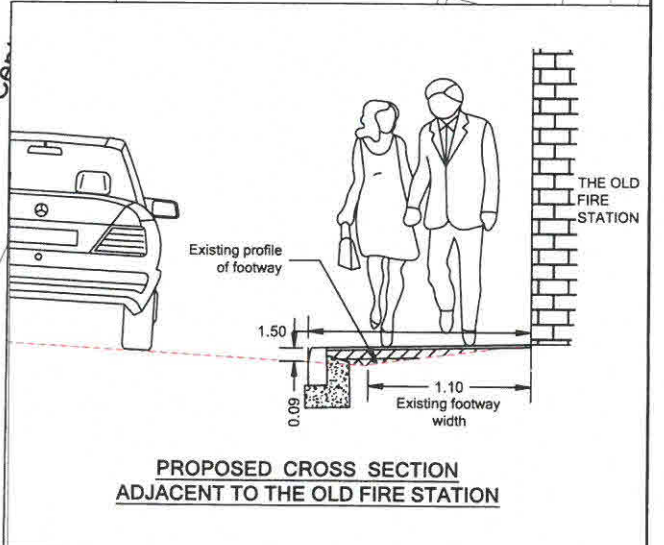 THE OLD
FIRE
STATION
Existing profile
of footway
1.50
1.10
Existing footway
width
0.09
PROPOSED CROSS SECTION
ADJACENT TO THE OLD FIRE STATION